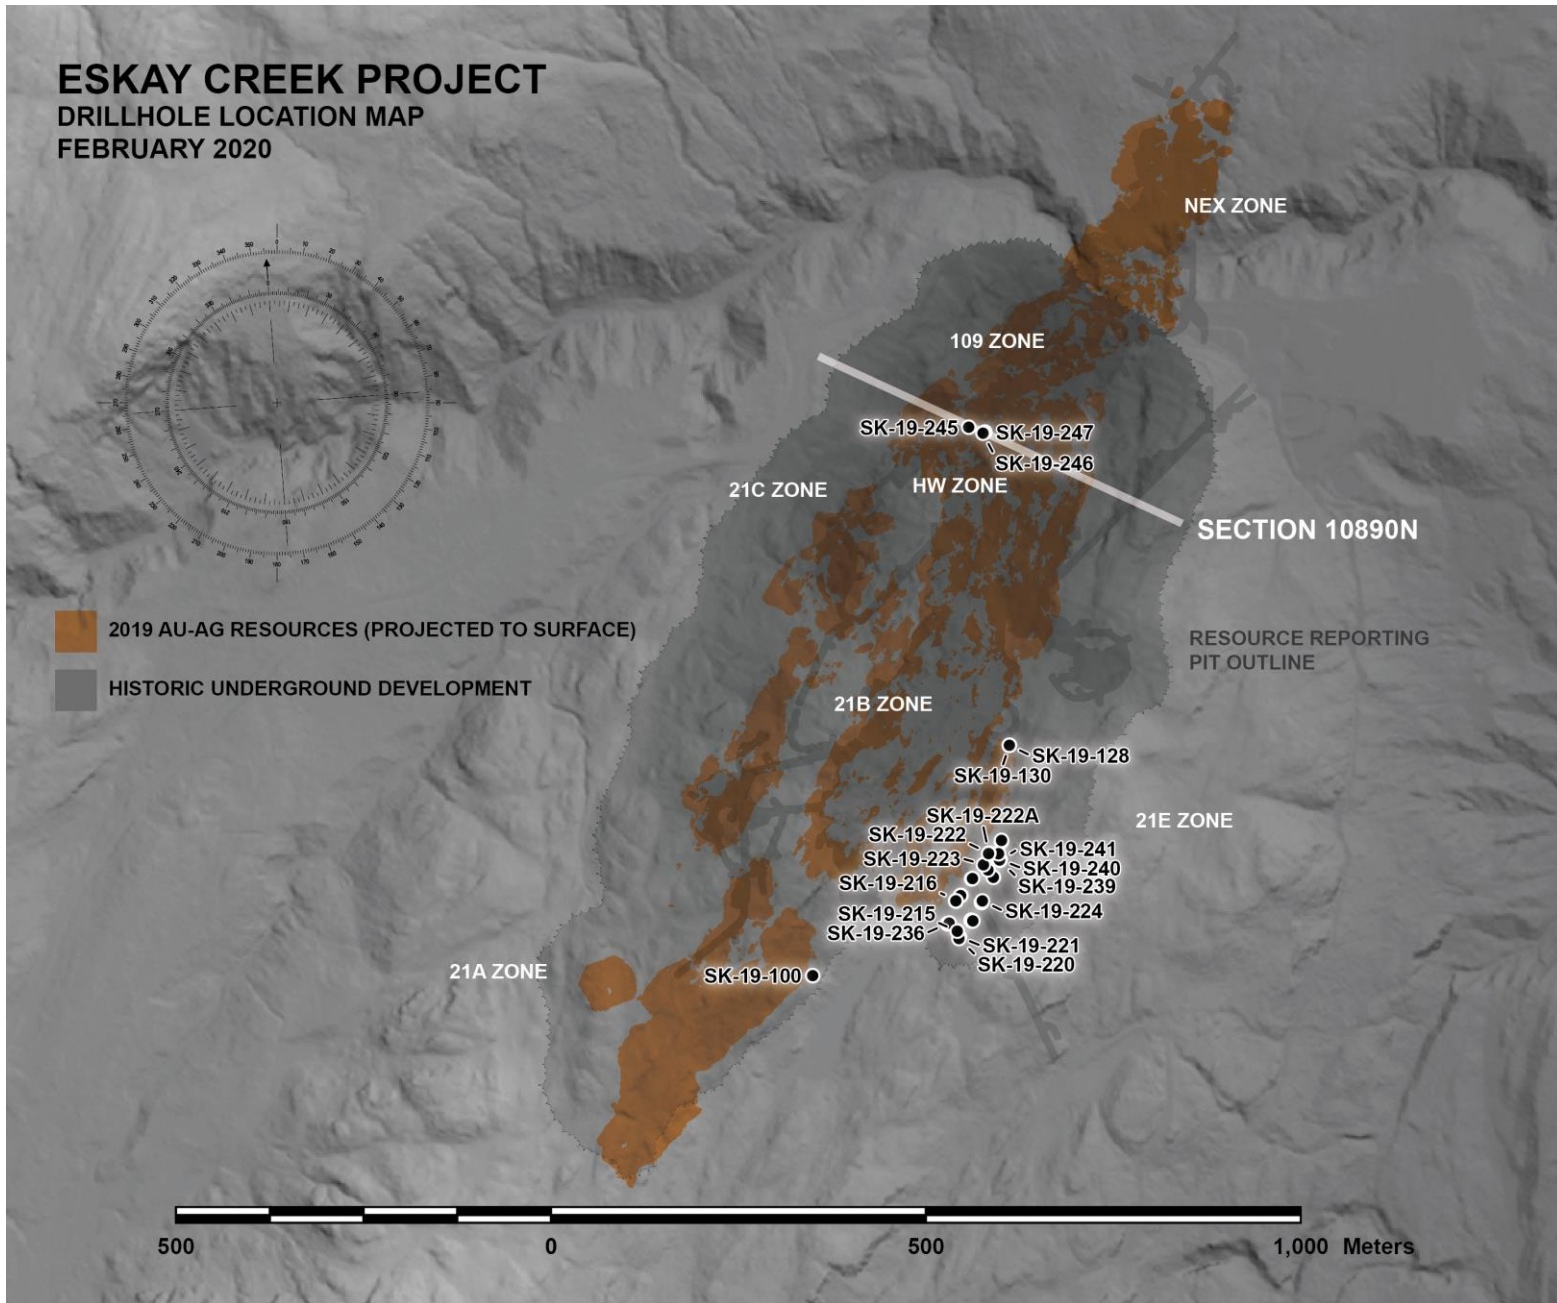 ESKAY CREEK PROJECT
DRILLHOLE LOCATION MAP
FEBRUARY 2020
NEX ZONE
109 ZONE
SK-19-245
SK-19-247
SK-19-246
21C ZONE
HW ZONE
SECTION 10890N
2019 AU-AG RESOURCES (PROJECTED TO SURFACE)
HISTORIC UNDERGROUND DEVELOPMENT
RESOURCE REPORTING
PIT OUTLINE
21B ZONE
SK-19-128
SK-19-130
SK-19-222A
21E ZONE
SK-19-222
SK-19-241
SK-19-223
SK-19-240
SK-19-239
SK-19-216
SK-19-224
SK-19-215
SK-19-236
SK-19-221
SK-19-220
21A ZONE
SK-19-100
500 0 500 1,000 Meters